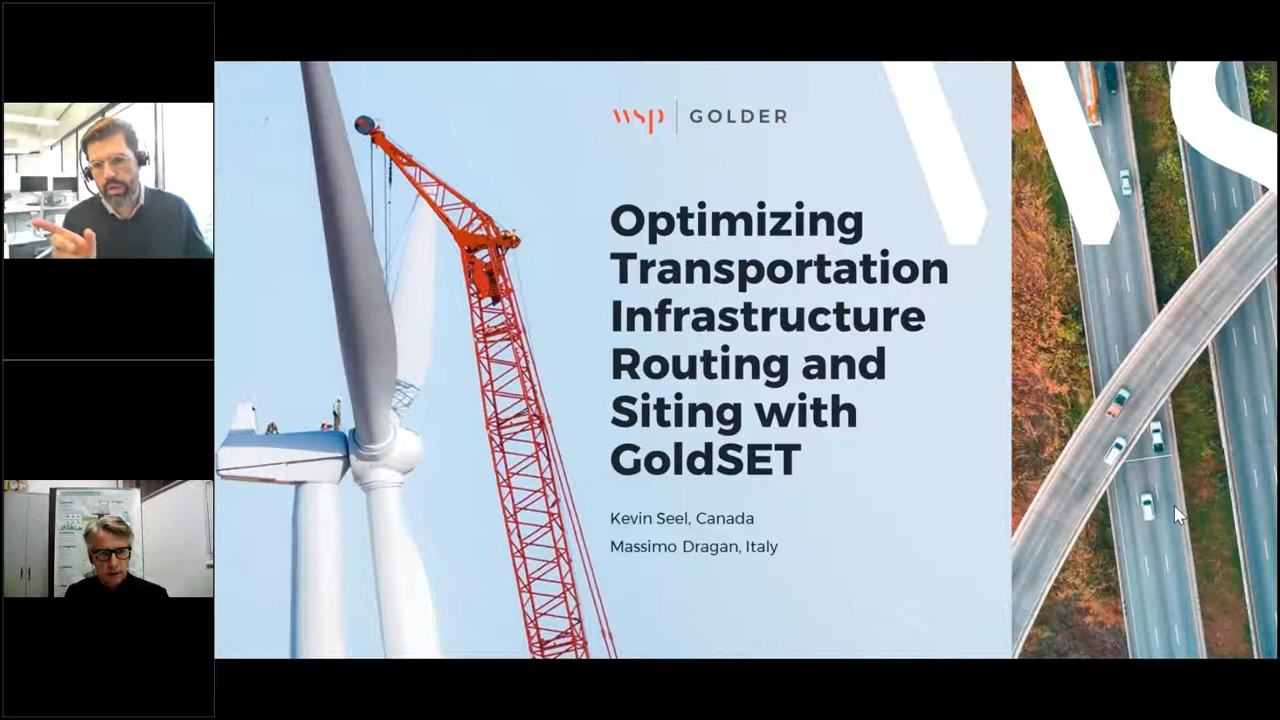 wsp GOLDER
Optimizing
Transportation
Infrastructure
Routing and
Siting with
GoldSET
Kevin Seel, Canada
Massimo Dragan, Italy